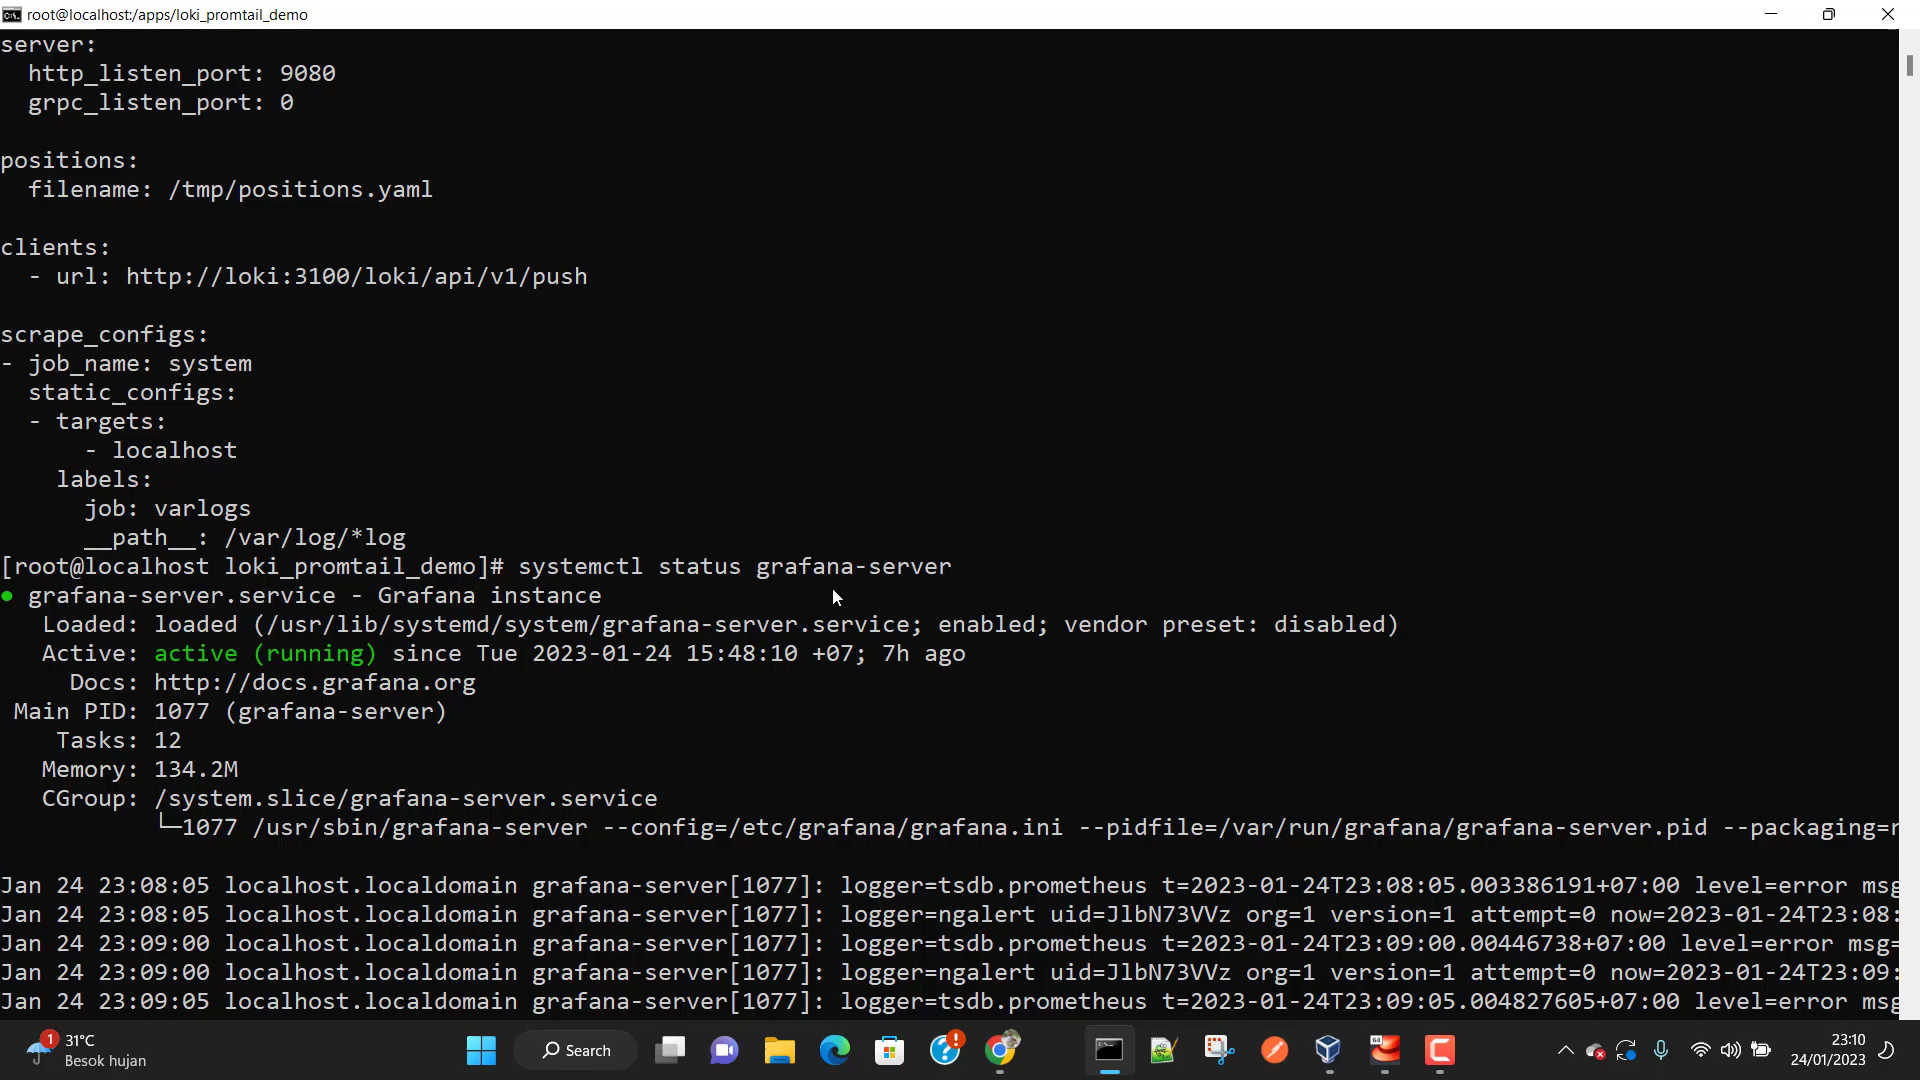 root@localhost:/apps/loki_promtail_demo
server:
  http_listen_port: 9080
  grpc_listen_port: 0
positions:
  filename: /tmp/positions.yaml
clients:
  - url: http://loki:3100/loki/api/v1/push
scrape_configs:
- job_name: system
  static_configs:
  - targets:
      - localhost
    labels:
      job: varlogs
      __path__: /var/log/*log
[root@localhost loki_promtail_demo]# systemctl status grafana-server
● grafana-server.service - Grafana instance
   Loaded: loaded (/usr/lib/systemd/system/grafana-server.service; enabled; vendor preset: disabled)
   Active: active (running) since Tue 2023-01-24 15:48:10 +07; 7h ago
     Docs: http://docs.grafana.org
 Main PID: 1077 (grafana-server)
    Tasks: 12
   Memory: 134.2M
   CGroup: /system.slice/grafana-server.service
           └─1077 /usr/sbin/grafana-server --config=/etc/grafana/grafana.ini --pidfile=/var/run/grafana/grafana-server.pid --packaging=r
Jan 24 23:08:05 localhost.localdomain grafana-server[1077]: logger=tsdb.prometheus t=2023-01-24T23:08:05.003386191+07:00 level=error msg
Jan 24 23:08:05 localhost.localdomain grafana-server[1077]: logger=ngalert uid=JlbN73VVz org=1 version=1 attempt=0 now=2023-01-24T23:08:
Jan 24 23:09:00 localhost.localdomain grafana-server[1077]: logger=tsdb.prometheus t=2023-01-24T23:09:00.00446738+07:00 level=error msg=
Jan 24 23:09:00 localhost.localdomain grafana-server[1077]: logger=ngalert uid=JlbN73VVz org=1 version=1 attempt=0 now=2023-01-24T23:09:
Jan 24 23:09:05 localhost.localdomain grafana-server[1077]: logger=tsdb.prometheus t=2023-01-24T23:09:05.004827605+07:00 level=error msg
1
31°C
Besok hujan
Search
64
23:10
24/01/2023